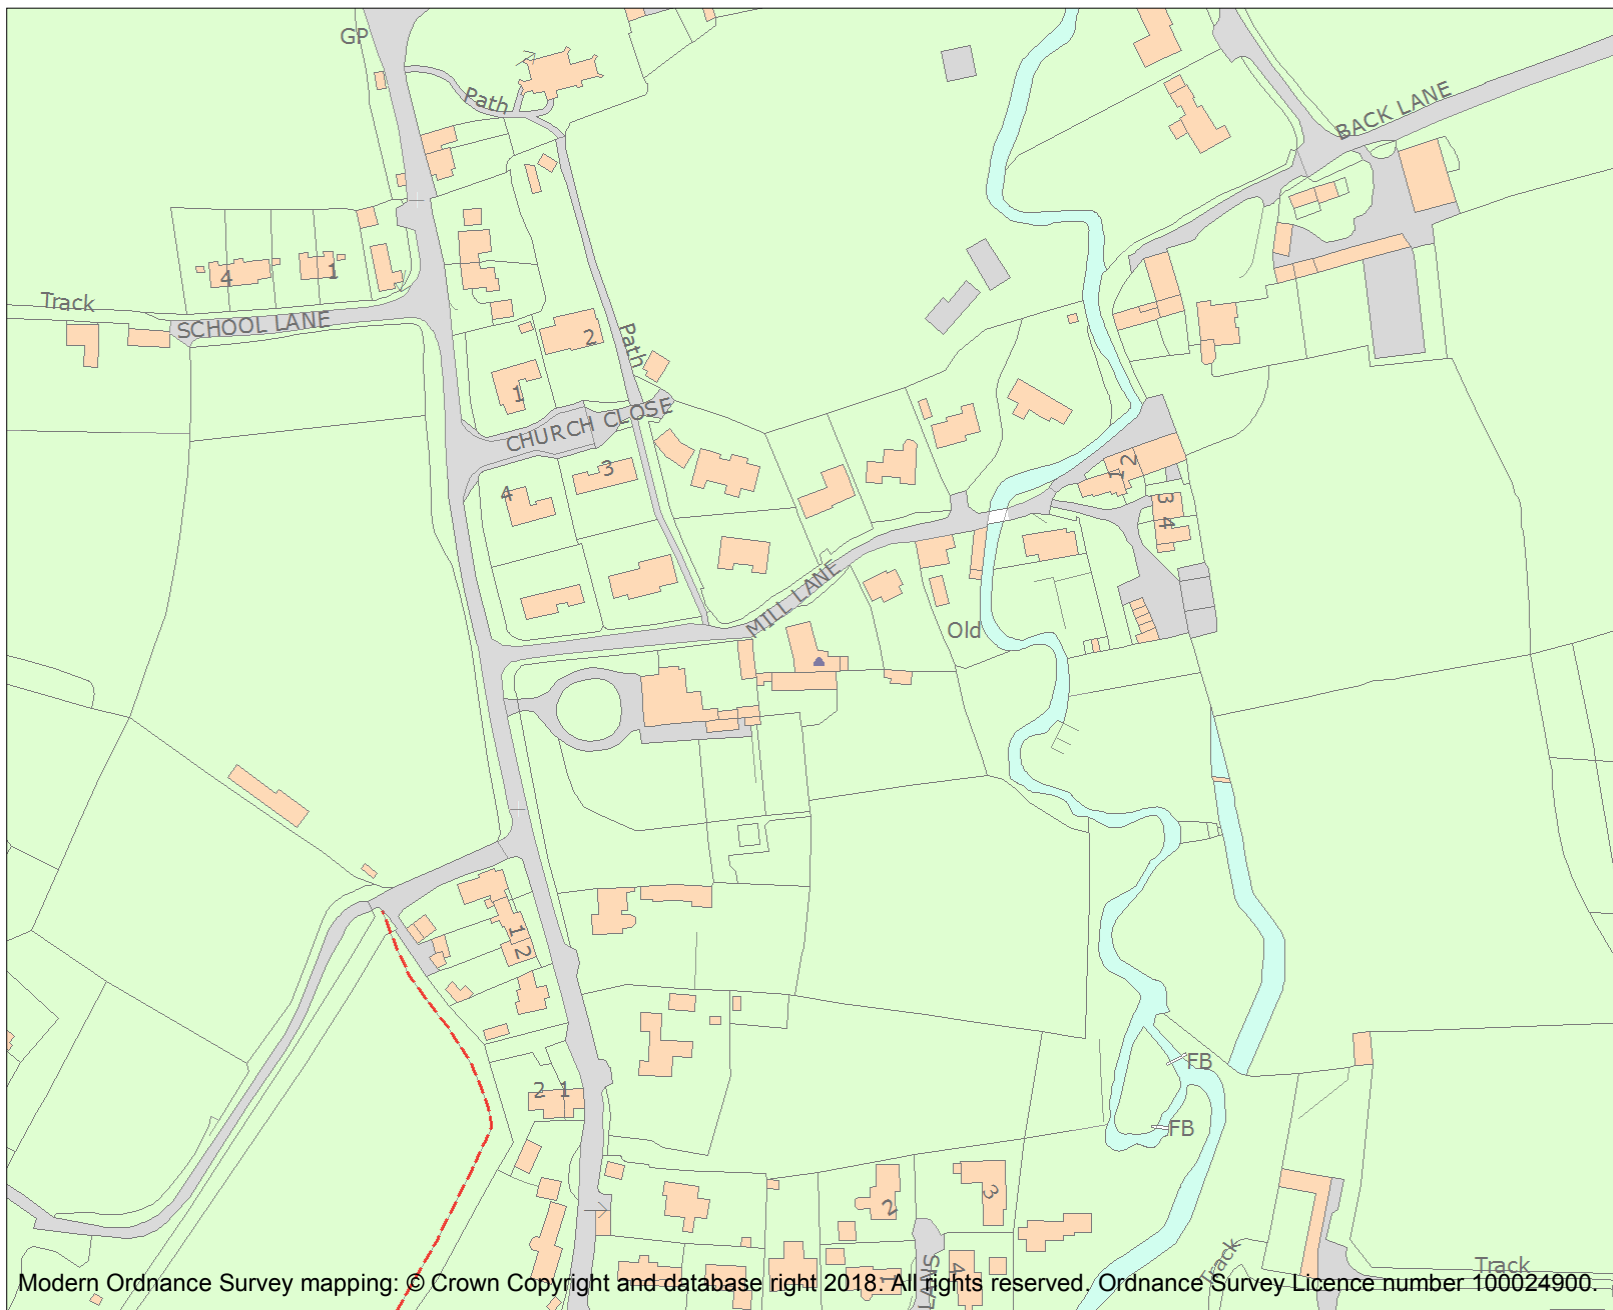 GP
Path
BACK LANE
4
1
Track
SCHOOL LANE
2
Path
1
CHURCH CLOSE
3
4
1
2
3
4
MILL LANE
Old
1
2
FB
2
1
FB
3
2
4
1
Track
Track
Modern Ordnance Survey mapping: © Crown Copyright and database right 2018. All rights reserved. Ordnance Survey Licence number 100024900.